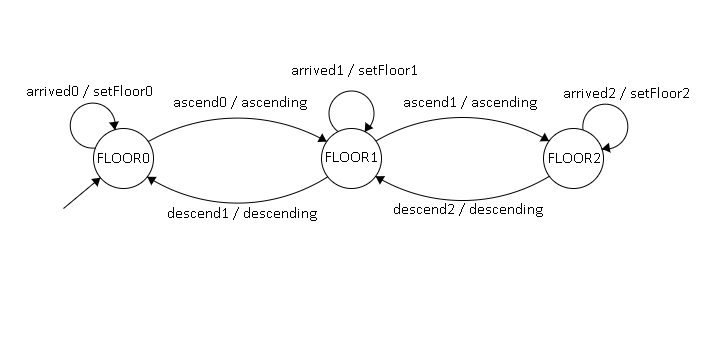 arrived1 / setFloor1
arrived0 / setFloor0
ascend0 / ascending
ascend1 / ascending
arrived2 / setFloor2
FLOOR0
FLOOR1
FLOOR2
descend1 / descending
descend2 / descending